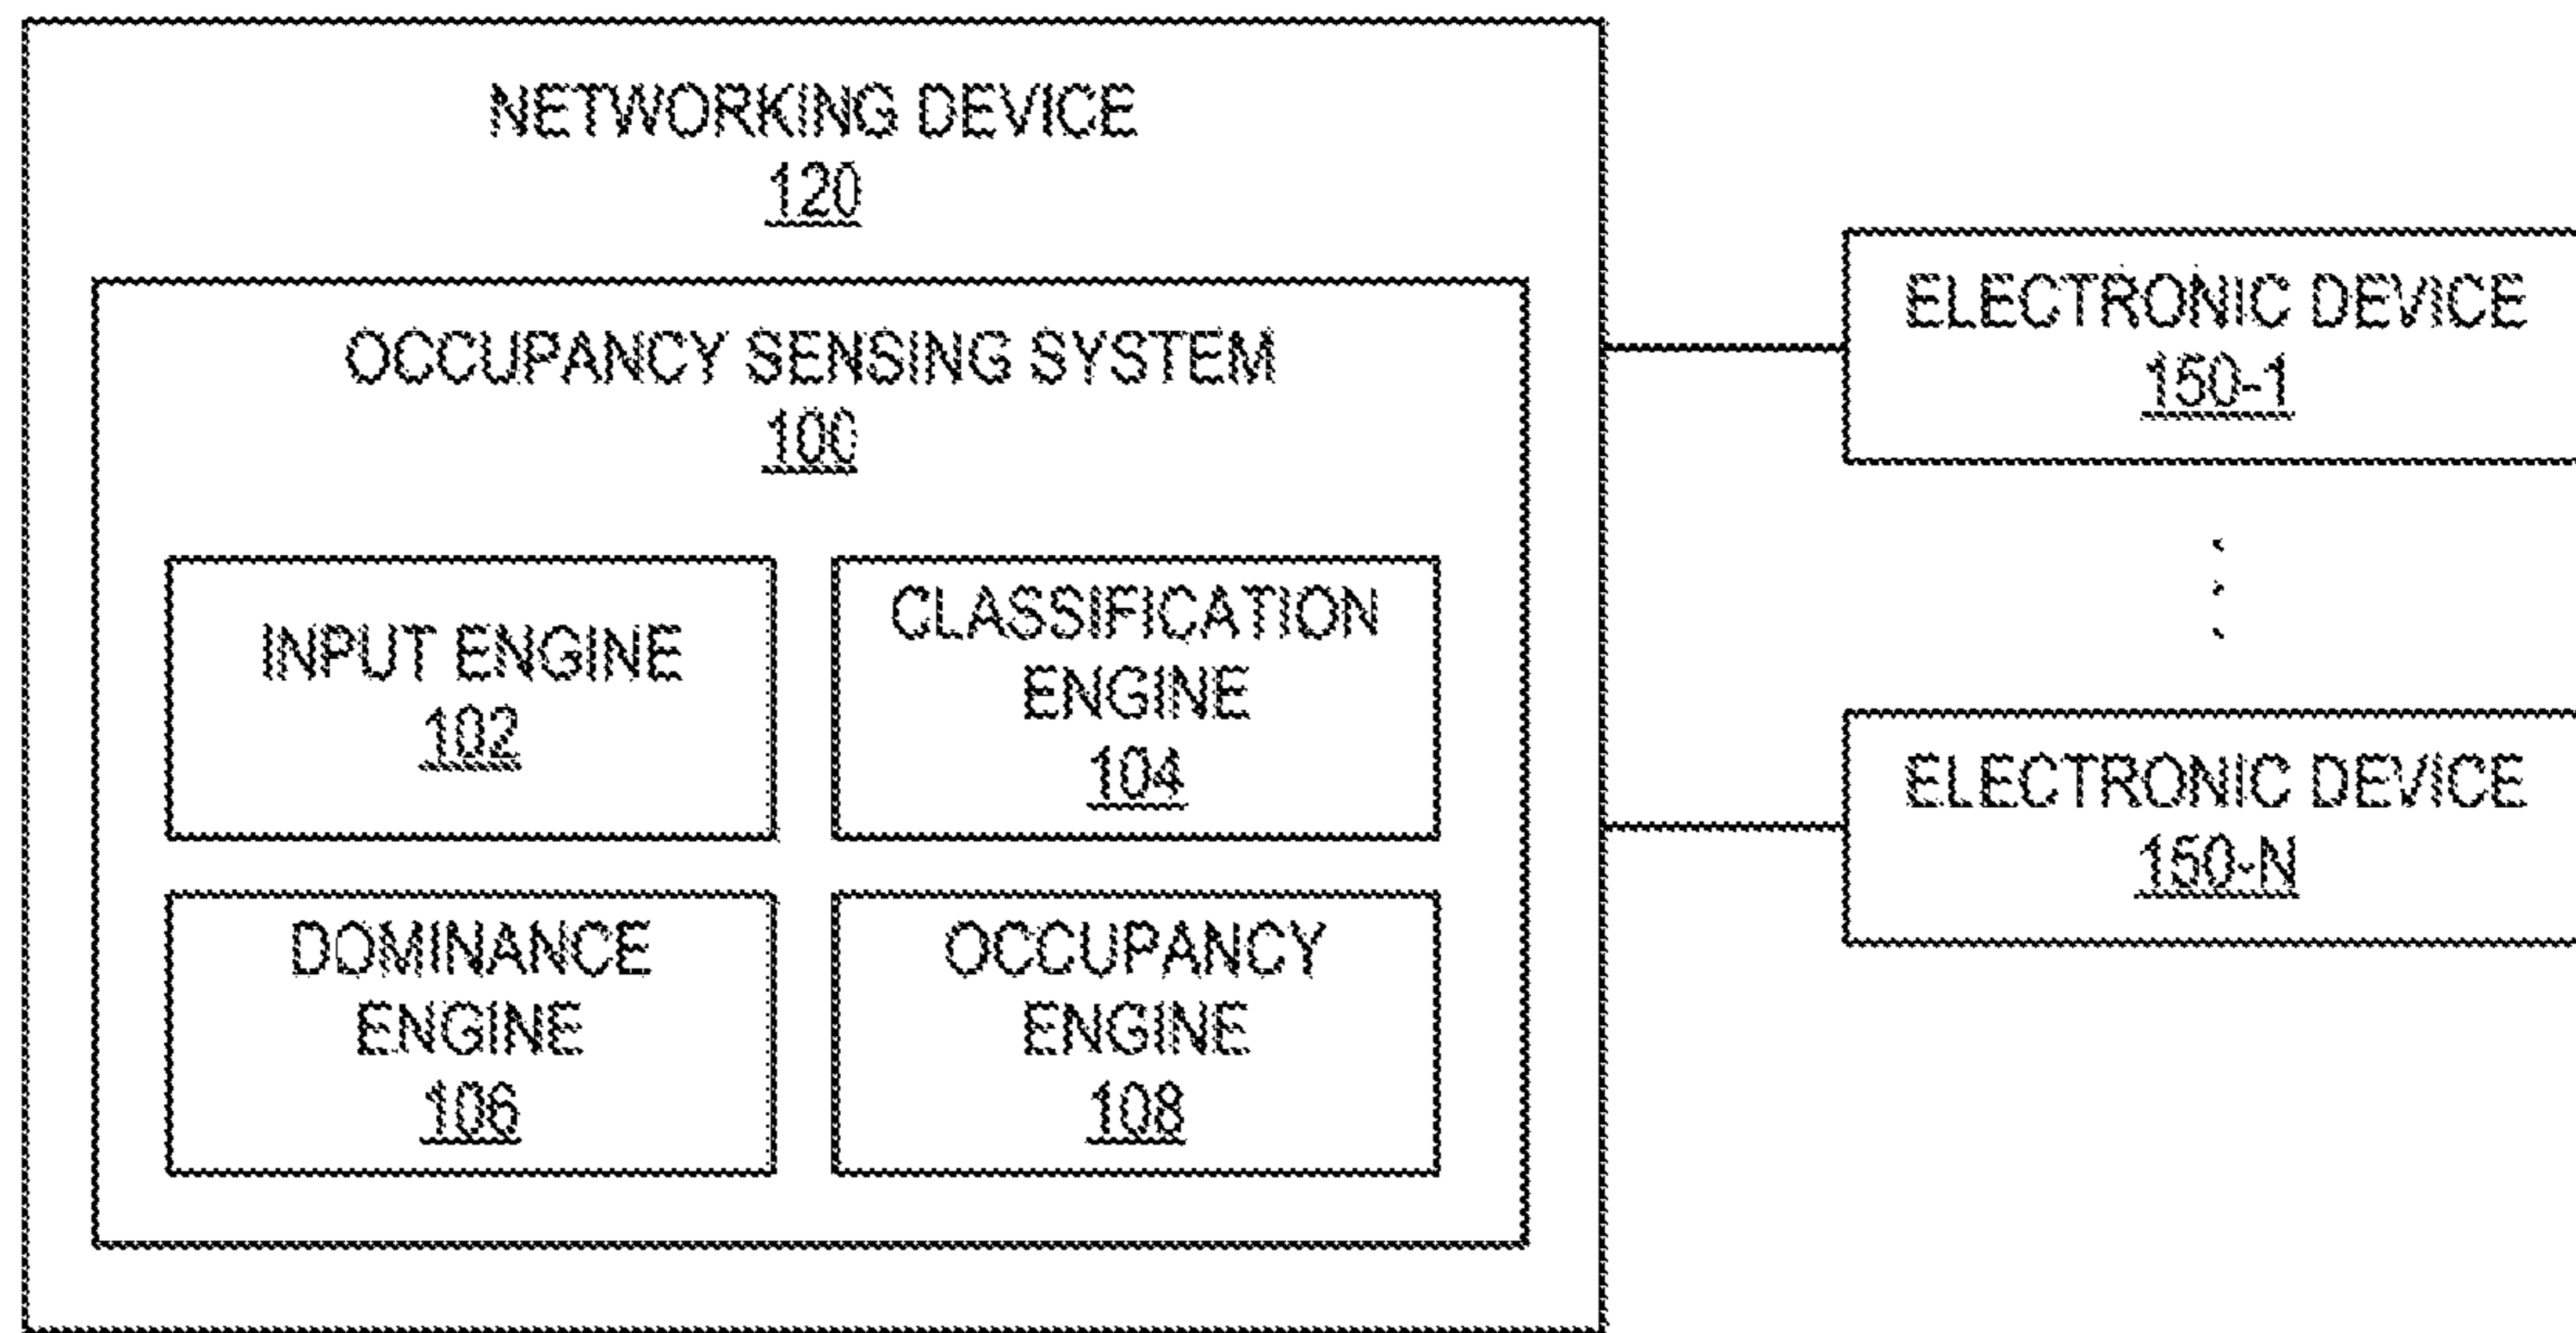 NETWORKING DEVICE
120
OCCUPANCY SENSING SYSTEM
100
INPUT ENGINE
102
CLASSIFICATION
ENGINE
104
DOMINANCE
ENGINE
106
OCCUPANCY
ENGINE
108
ELECTRONIC DEVICE
150-1
ELECTRONIC DEVICE
150-N